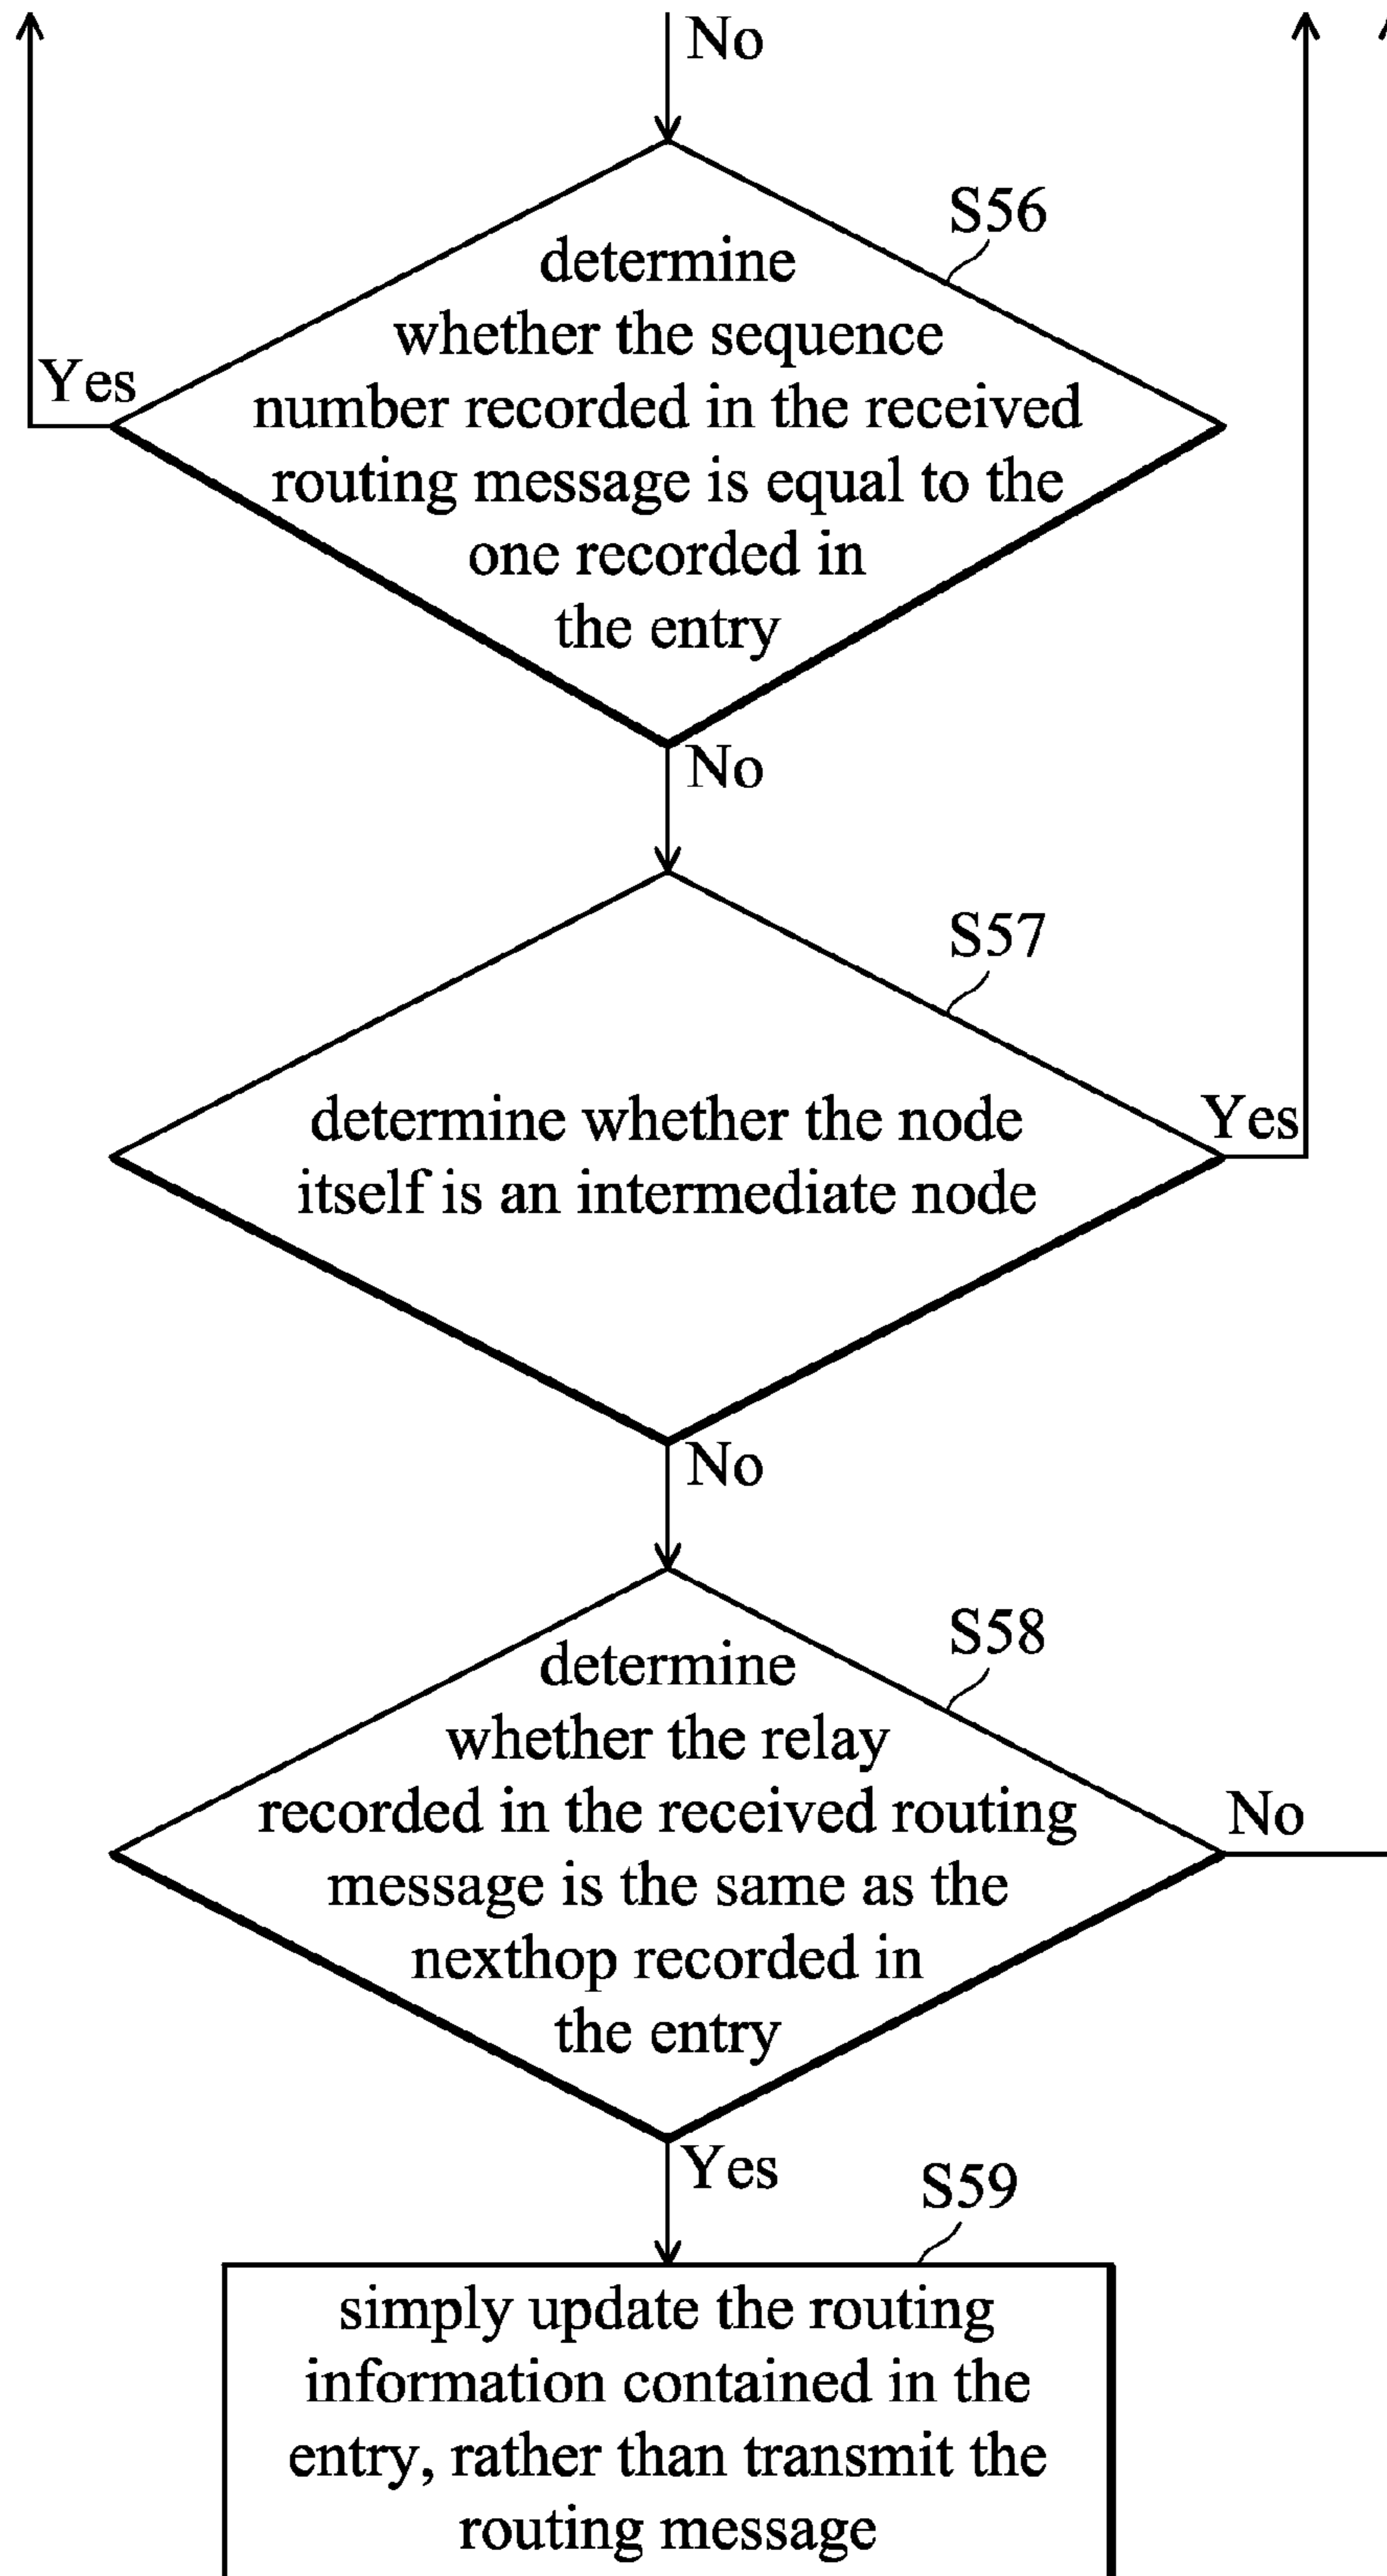 No
S56
determine
whether the sequence
number recorded in the received
routing message is equal to the
one recorded in
the entry
Yes
No
S57
determine whether the node
itself is an intermediate node
Yes
No
S58
determine
whether the relay
recorded in the received routing
message is the same as the
nexthop recorded in
the entry
No
Yes
S59
simply update the routing
information contained in the
entry, rather than transmit the
routing message